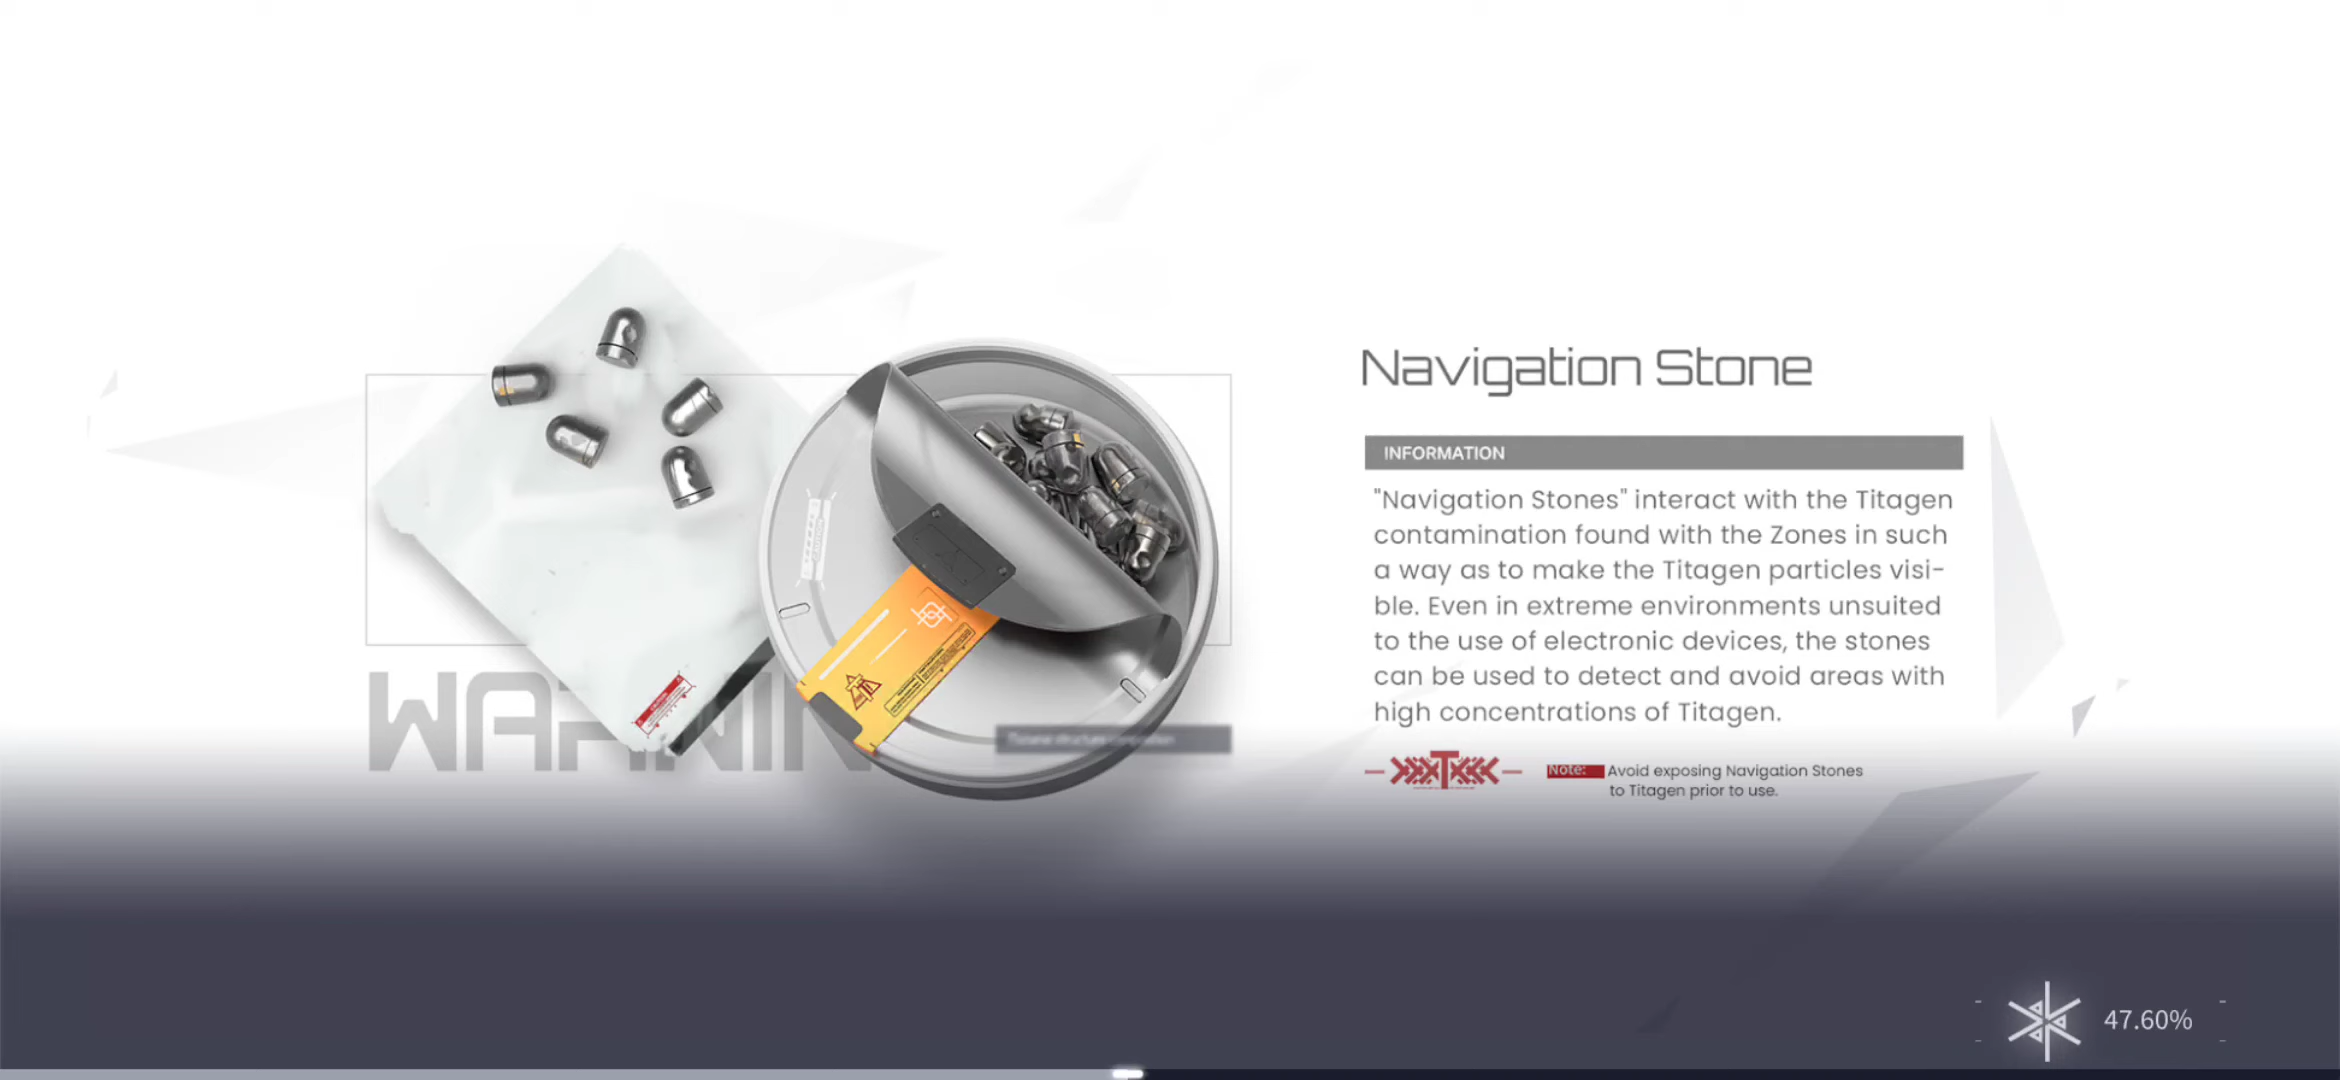 Navigation Stone
INFORMATION
"Navigation Stones" interact with the Titagen
contamination found with the Zones in such
a way as to make the Titagen particles visi-
ble. Even in extreme environments unsuited
to the use of electronic devices, the stones
can be used to detect and avoid areas with
high concentrations of Titagen.
Note: Avoid exposing Navigation Stones
to Titagen prior to use.
CAUTION
47.60%